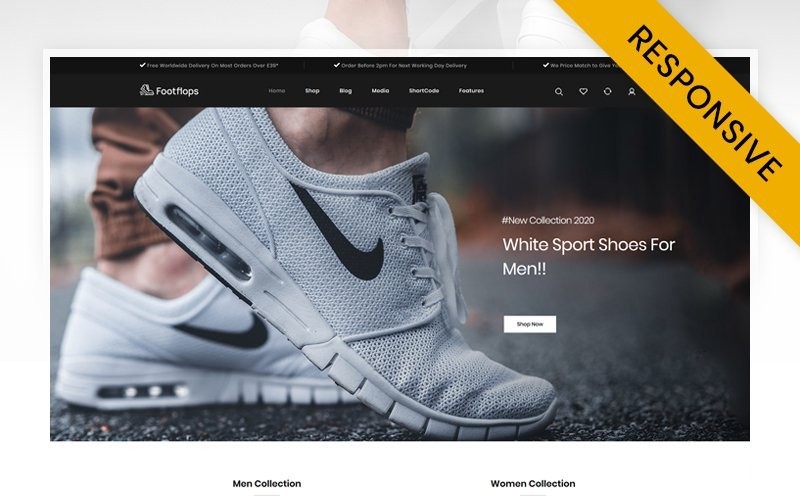 Free Worldwide Delivery On Most Orders Over £39*
Order Before 2pm For Next Working Day Delivery
We Price Match to Give
RESPONSIVE
Footflops
Home
Shop
Blog
Media
ShortCode
Features
#New Collection 2020
White Sport Shoes For
Men!!
Shop Now
Men Collection
Women Collection